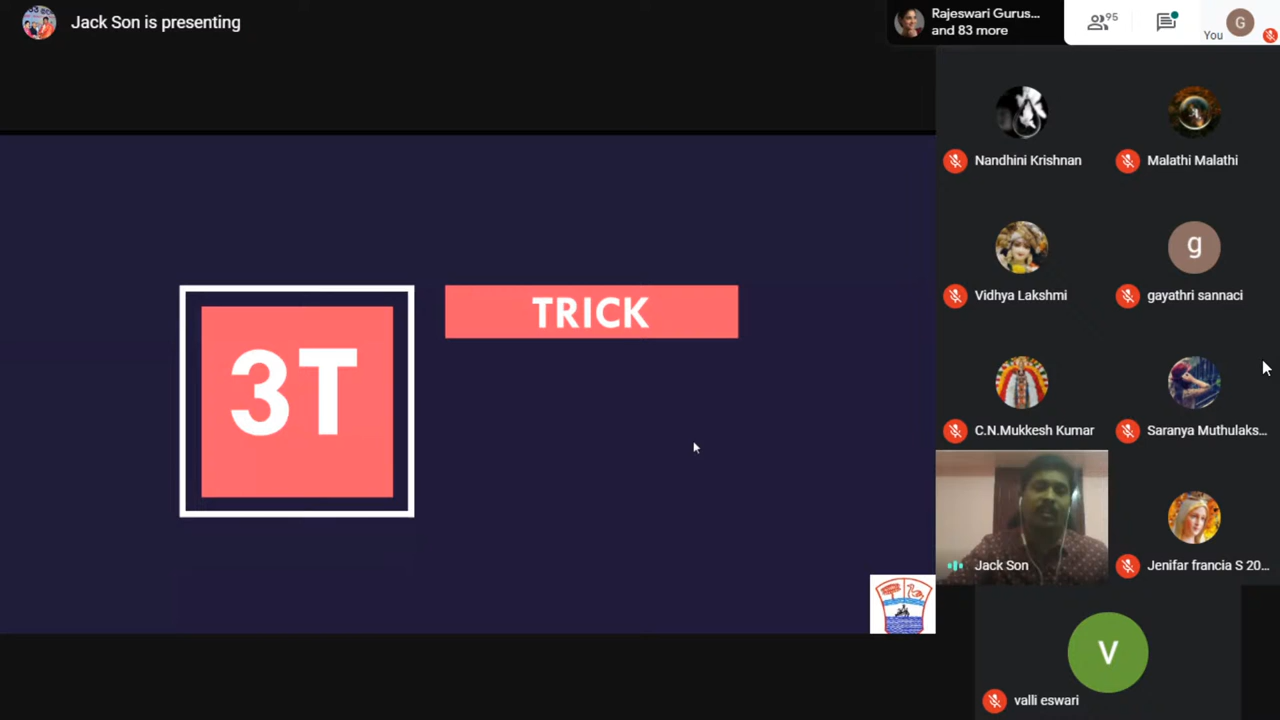 Jack Son is presenting
Rajeswari Gurus...
and 83 more
95
You
G
Nandhini Krishnan
Malathi Malathi
g
Vidhya Lakshmi
gayathri sannaci
3T
TRICK
C.N.Mukkesh Kumar
Saranya Muthulaks...
Jack Son
Jenifar francia S 20...
V
valli eswari